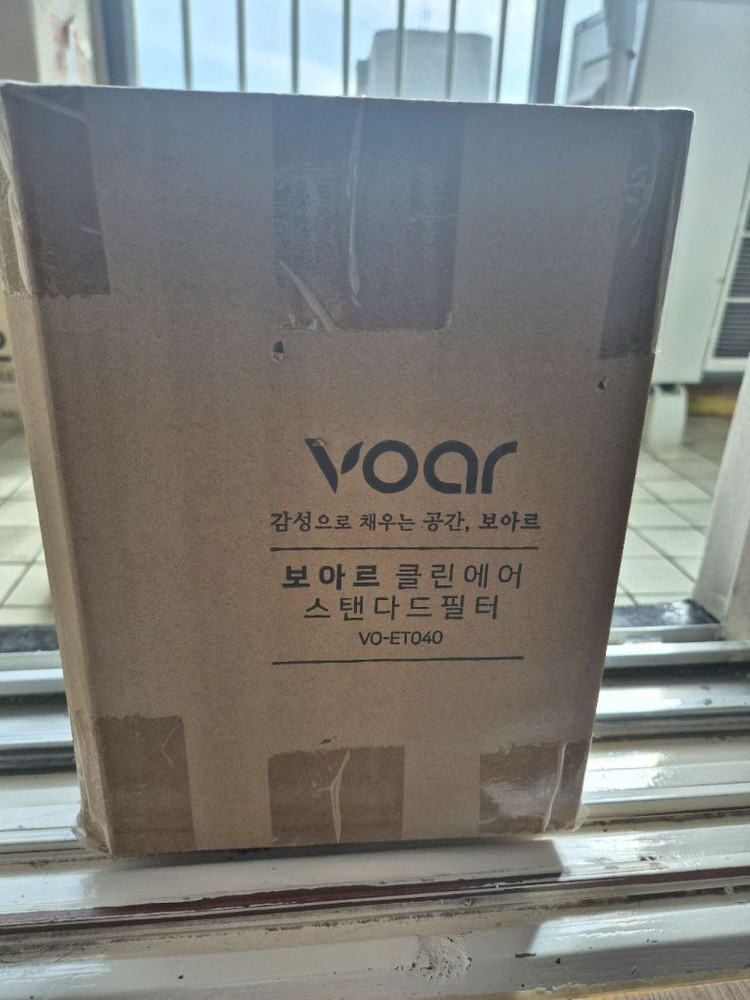 voar
감성으로 채우는 공간, 보아르
보아르 클린에어
스탠다드필터
VO-ET040